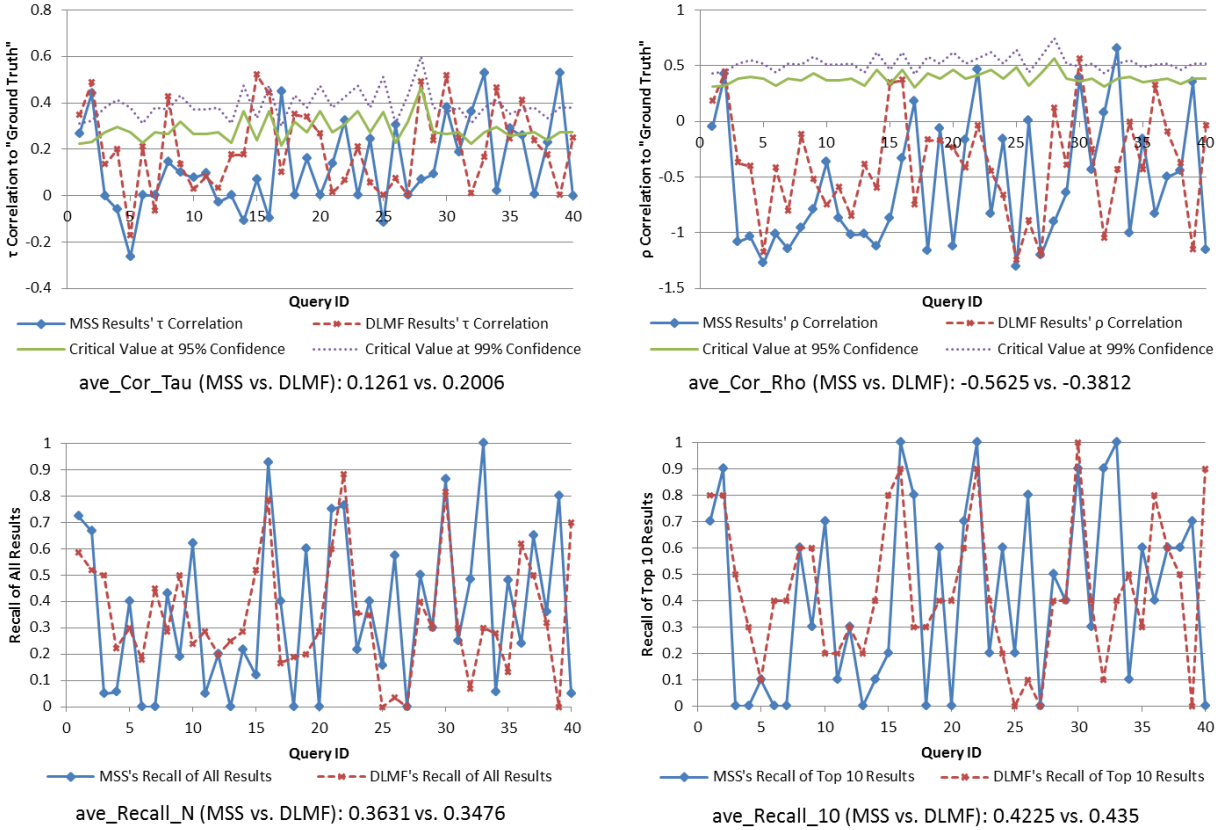 0.8
0.6
0.4
0.2
0
-0.2
-0.4
0 5 10 15 20 25 30 35 40
τ Correlation to "Ground Truth"
Query ID
MSS Results' τ Correlation
DLMF Results' τ Correlation
Critical Value at 95% Confidence
Critical Value at 99% Confidence
ave_Cor_Tau (MSS vs. DLMF): 0.1261 vs. 0.2006
1
0.5
0
-0.5
-1
-1.5
0 5 10 15 20 25 30 35 40
ρ Correlation to "Ground Truth"
Query ID
MSS Results' ρ Correlation
DLMF Results' ρ Correlation
Critical Value at 95% Confidence
Critical Value at 99% Confidence
ave_Cor_Rho (MSS vs. DLMF): -0.5625 vs. -0.3812
1
0.9
0.8
0.7
0.6
0.5
0.4
0.3
0.2
0.1
0
0 5 10 15 20 25 30 35 40
Recall of All Results
Query ID
MSS's Recall of All Results
DLMF's Recall of All Results
ave_Recall_N (MSS vs. DLMF): 0.3631 vs. 0.3476
1
0.9
0.8
0.7
0.6
0.5
0.4
0.3
0.2
0.1
0
0 5 10 15 20 25 30 35 40
Recall of Top 10 Results
Query ID
MSS's Recall of Top 10 Results
DLMF's Recall of Top 10 Results
ave_Recall_10 (MSS vs. DLMF): 0.4225 vs. 0.435